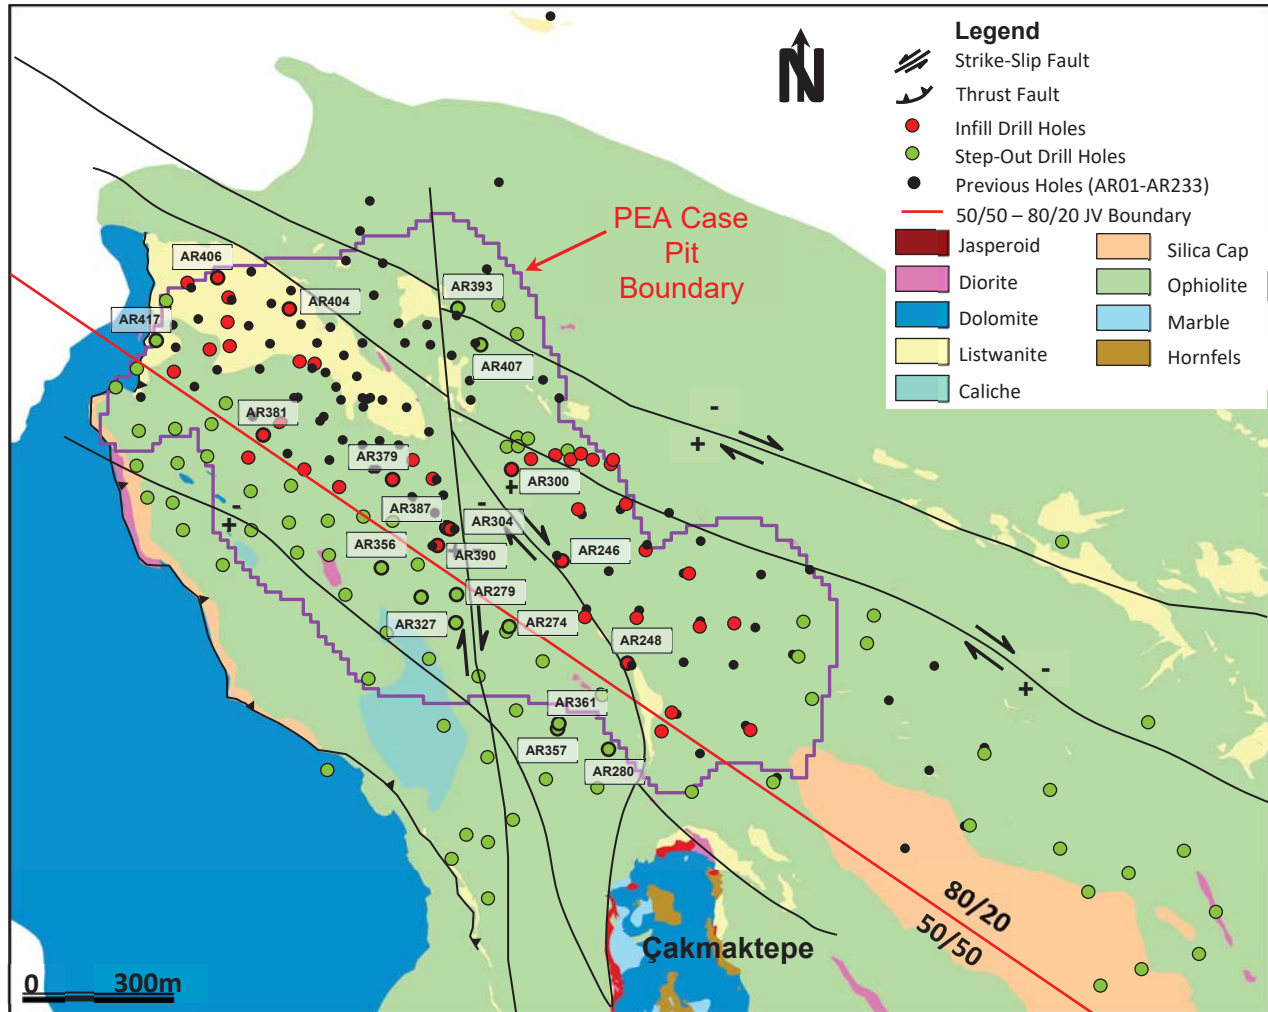 N
Legend
Strike-Slip Fault
Thrust Fault
Infill Drill Holes
Step-Out Drill Holes
Previous Holes (AR01-AR233)
50/50 – 80/20 JV Boundary
Jasperoid
Diorite
Dolomite
Listwanite
Caliche
Silica Cap
Ophiolite
Marble
Hornfels
PEA Case
Pit
Boundary
AR406
AR404
AR393
AR417
AR407
AR381
AR379
AR300
AR387
AR304
AR356
AR390
AR246
AR279
AR327
AR274
AR248
AR361
AR357
AR280
-
+
-
+
-
+
-
+
80/20
50/50
Çakmaktepe
0 300m